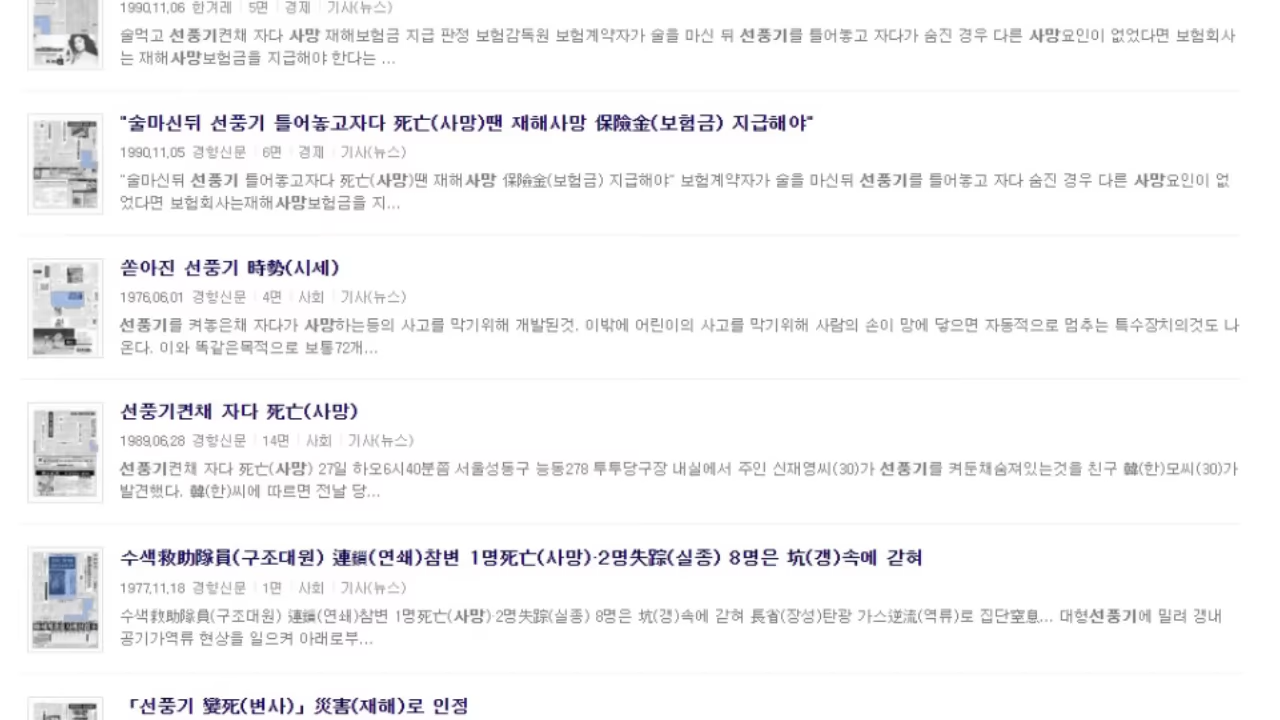 1990.11.06 한겨레 5면 경제 기사(뉴스)
술먹고 선풍기켠채 자다 사망 재해보험금 지급 판정 보험감독원 보험계약자가 술을 마신 뒤 선풍기를 틀어놓고 자다가 숨진 경우 다른 사망요인이 없었다면 보험회사
는 재해사망보험금을 지급해야 한다는 ...
"술마신뒤 선풍기 틀어놓고자다 死亡(사망)땐 재해사망 保險金(보험금) 지급해야"
1990.11.05 경향신문 6면 경제 기사(뉴스)
"술마신뒤 선풍기 틀어놓고자다 死亡(사망)땐 재해사망 保險金(보험금) 지급해야" 보험계약자가 술을 마신뒤 선풍기를 틀어놓고 자다 숨진 경우 다른 사망요인이 없
었다면 보험회사는재해사망보험금을 지...
쏟아진 선풍기 時勢(시세)
1976.06.01 경향신문 4면 사회 기사(뉴스)
선풍기를 켜놓은채 자다가 사망하는등의 사고를 막기위해 개발된것. 이밖에 어린이의 사고를 막기위해 사람의 손이 망에 닿으면 자동적으로 멈추는 특수장치의것도 나
온다. 이와 똑같은목적으로 보통72개...
선풍기켠채 자다 死亡(사망)
1989.06.28 경향신문 14면 사회 기사(뉴스)
선풍기켠채 자다 死亡(사망) 27일 하오6시40분쯤 서울성동구 능동278 투투당구장 내실에서 주인 신재영씨(30)가 선풍기를 켜둔채숨져있는것을 친구 韓(한)모씨(30)가
발견했다. 韓(한)씨에 따르면 전날 당...
수색救助隊員(구조대원) 連鎖(연쇄)참변 1명死亡(사망)·2명失踪(실종) 8명은 坑(갱)속에 갇혀
1977.11.18 경향신문 1면 사회 기사(뉴스)
수색救助隊員(구조대원) 連鎖(연쇄)참변 1명死亡(사망)·2명失踪(실종) 8명은 坑(갱)속에 갇혀 長省(장성)탄광 가스逆流(역류)로 집단窒息... 대형선풍기에 밀려 갱내
공기가역류 현상을 일으켜 아래로부...
「선풍기 變死(변사)」災害(재해)로 인정